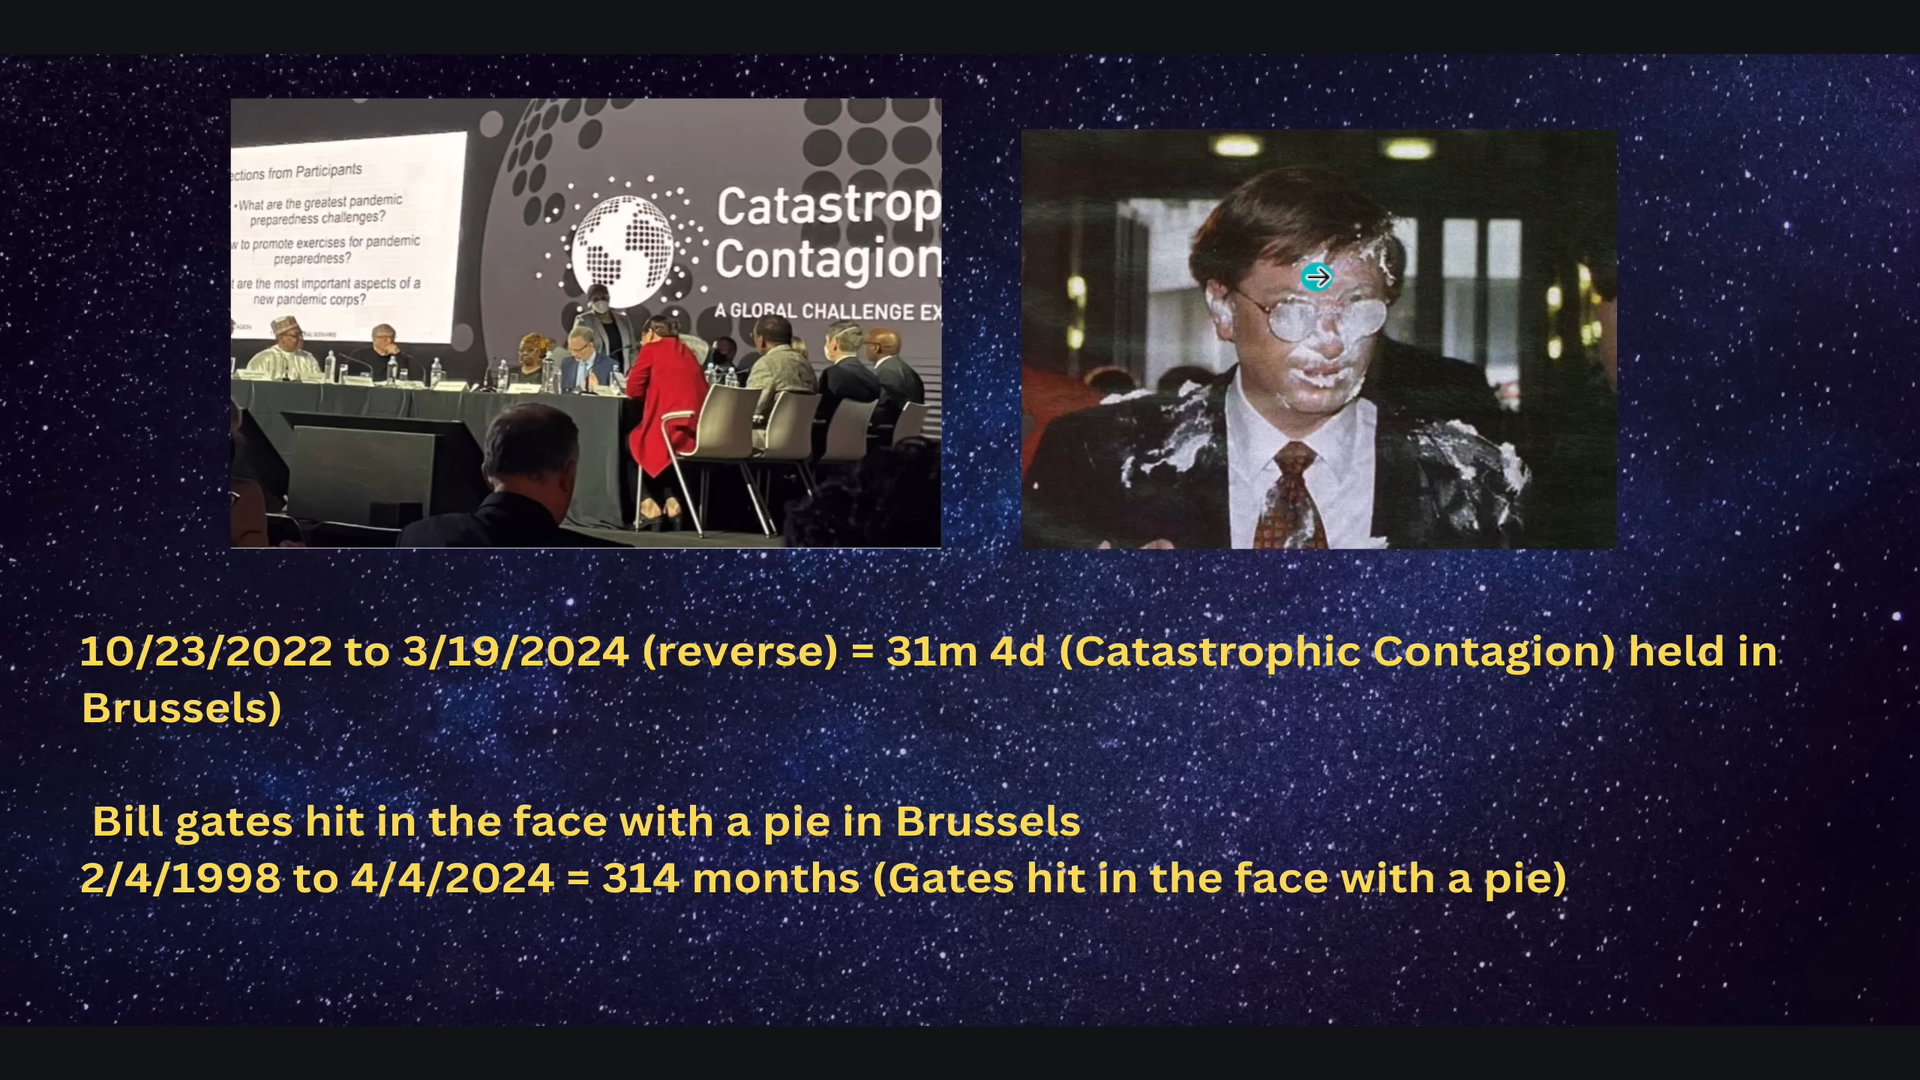 ections from Participants
•What are the greatest pandemic
preparedness challenges?
w to promote exercises for pandemic
preparedness?
t are the most important aspects of a
new pandemic corps?
Catastrop
Contagion
A GLOBAL CHALLENGE EX
10/23/2022 to 3/19/2024 (reverse) = 31m 4d (Catastrophic Contagion) held in
Brussels)
Bill gates hit in the face with a pie in Brussels
2/4/1998 to 4/4/2024 = 314 months (Gates hit in the face with a pie)